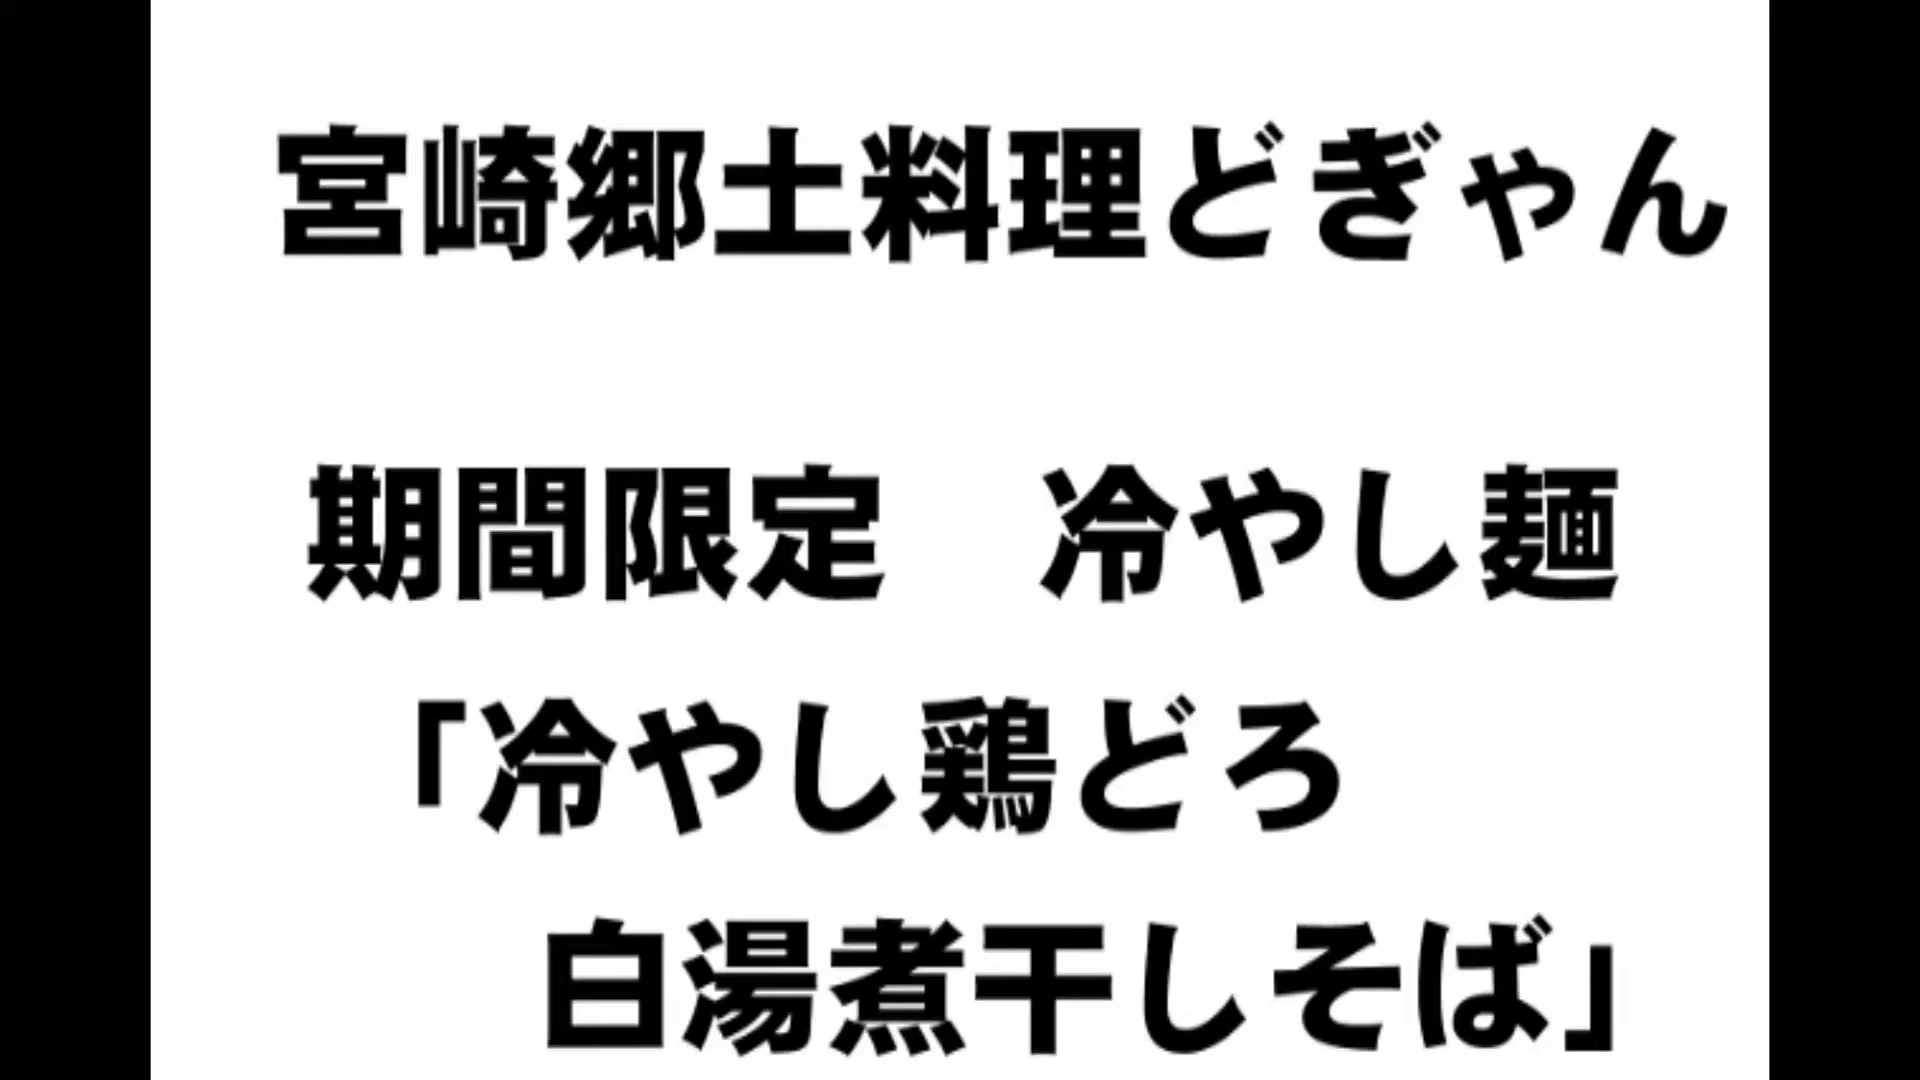 宮崎郷土料理どぎゃん
期間限定　冷やし麺
「冷やし鶏どろ
白湯煮干しそば」